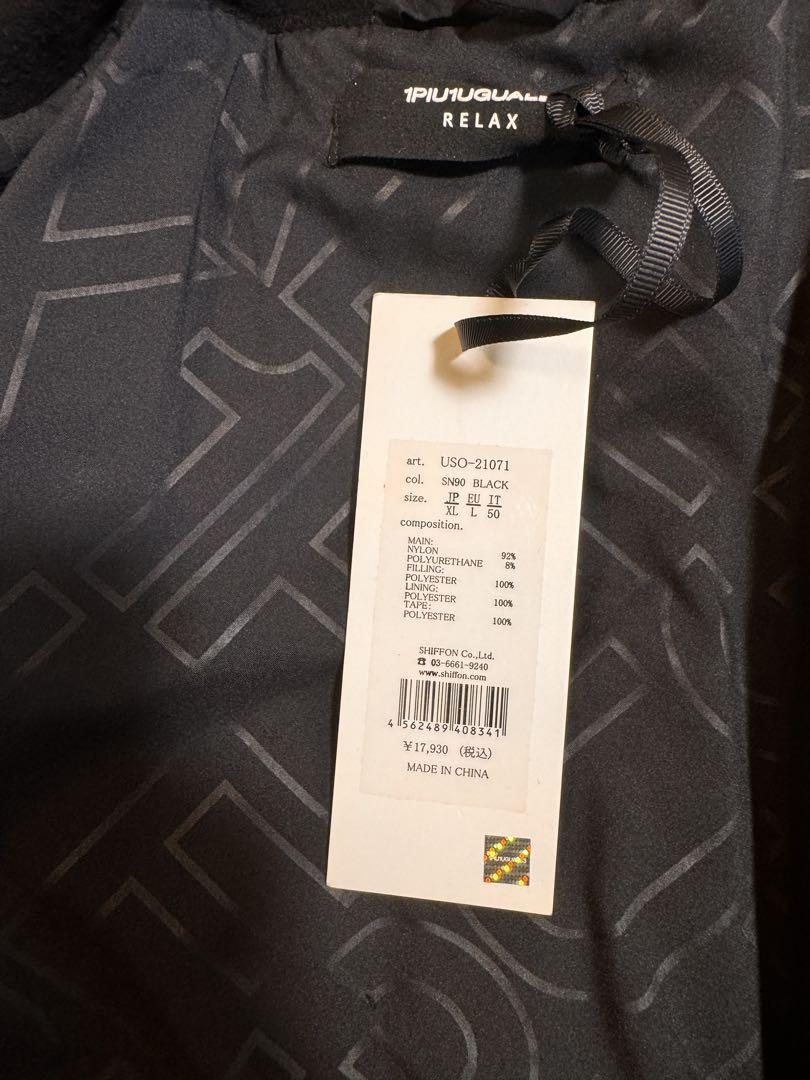 1PIU1UGUALE
RELAX
art. USO-21071
col. SN90 BLACK
size. JP EU IT
XL L 50
composition.
MAIN:
NYLON 92%
POLYURETHANE 8%
FILLING:
POLYESTER 100%
LINING:
POLYESTER 100%
TAPE:
POLYESTER 100%
SHIFFON Co.,Ltd.
☎ 03-6661-9240
www.shiffon.com
4 562489 408341
¥17,930 (税込)
MADE IN CHINA